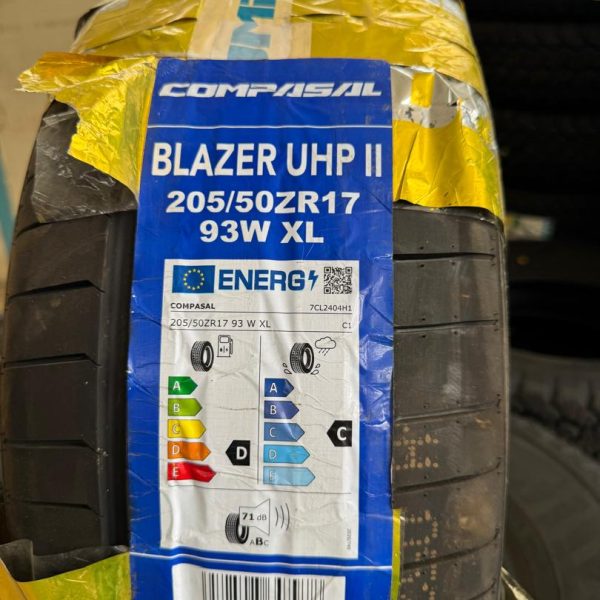 COMPASAL
BLAZER UHP II
205/50ZR17
93W XL
ENERG
COMPASAL 7CL2404H1
205/50ZR17 93 W XL C1
A A
B B
C C C
D D D
E E
71 dB
ABC